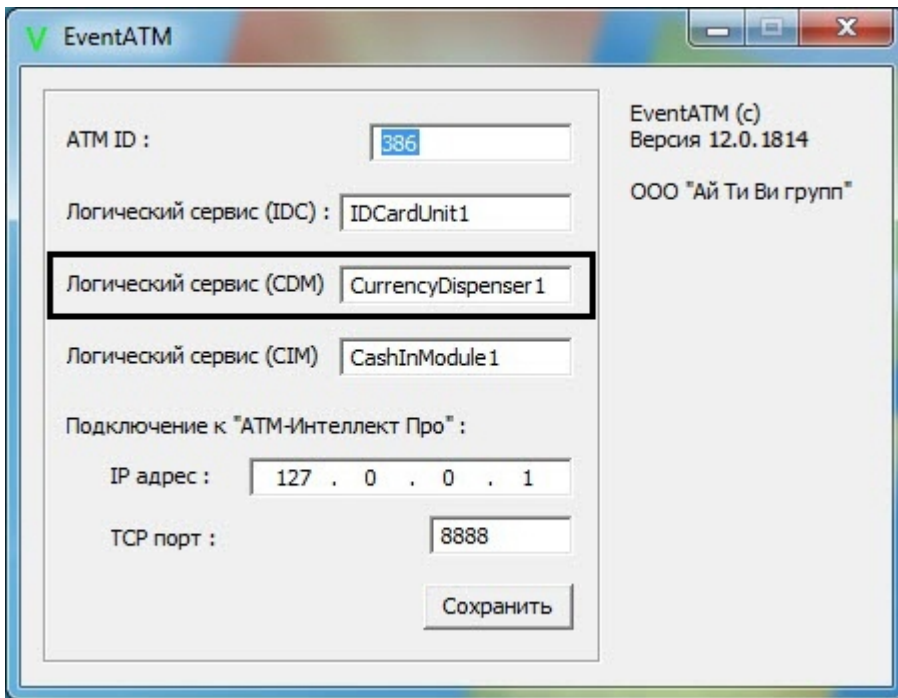 EventATM
ATM ID : 386
Логический сервис (IDC) : IDCardUnit1
Логический сервис (CDM) CurrencyDispenser1
Логический сервис (CIM) CashInModule1
Подключение к "АТМ-Интеллект Про" :
IP адрес : 127 . 0 . 0 . 1
TCP порт : 8888
Сохранить
EventATM (c)
Версия 12.0.1814
ООО "Ай Ти Ви групп"